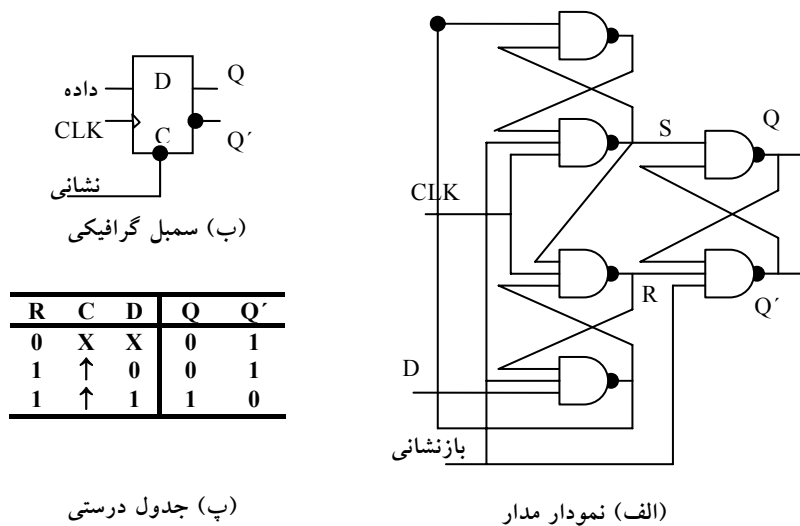 داده
D
Q
CLK
C
Q´
نشانی
(ب) سمبل گرافیکی
R C D Q Q´
0 X X 0 1
1 ↑ 0 0 1
1 ↑ 1 1 0
(پ) جدول درستی
S
Q
CLK
R
Q´
D
بازنشانی
(الف) نمودار مدار